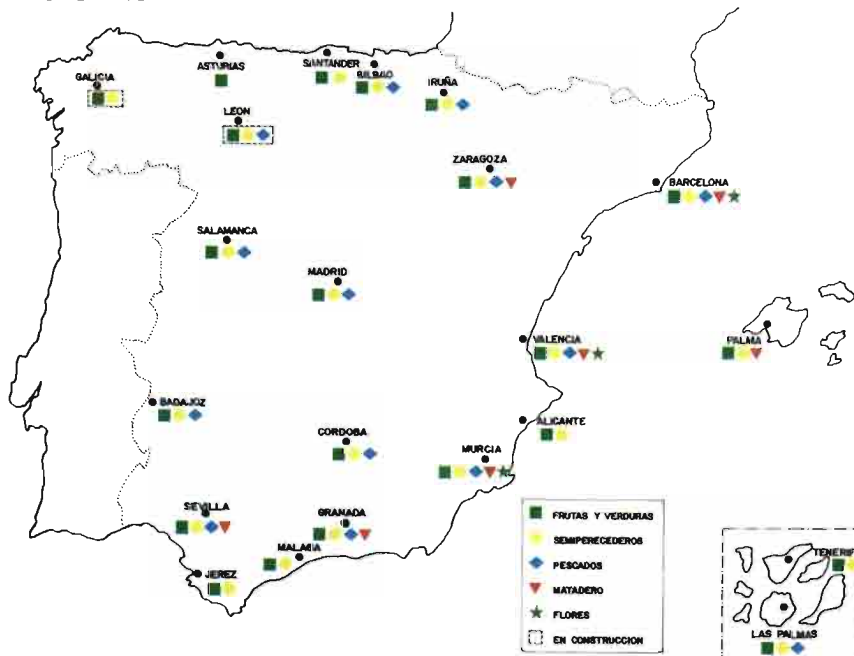 ASTURIAS
SANTANDER
BILBAO
GALICIA
IRUÑA
LEON
ZARAGOZA
BARCELONA
SALAMANCA
MADRID
VALENCIA
PALMA
BADAJOZ
ALICANTE
CORDOBA
MURCIA
SEVILLA
GRANADA
MALAGA
JEREZ
FRUTAS Y VERDURAS
SEMIPERECEDEROS
PESCADOS
MATADERO
FLORES
EN CONSTRUCCION
TENERIF
LAS PALMAS